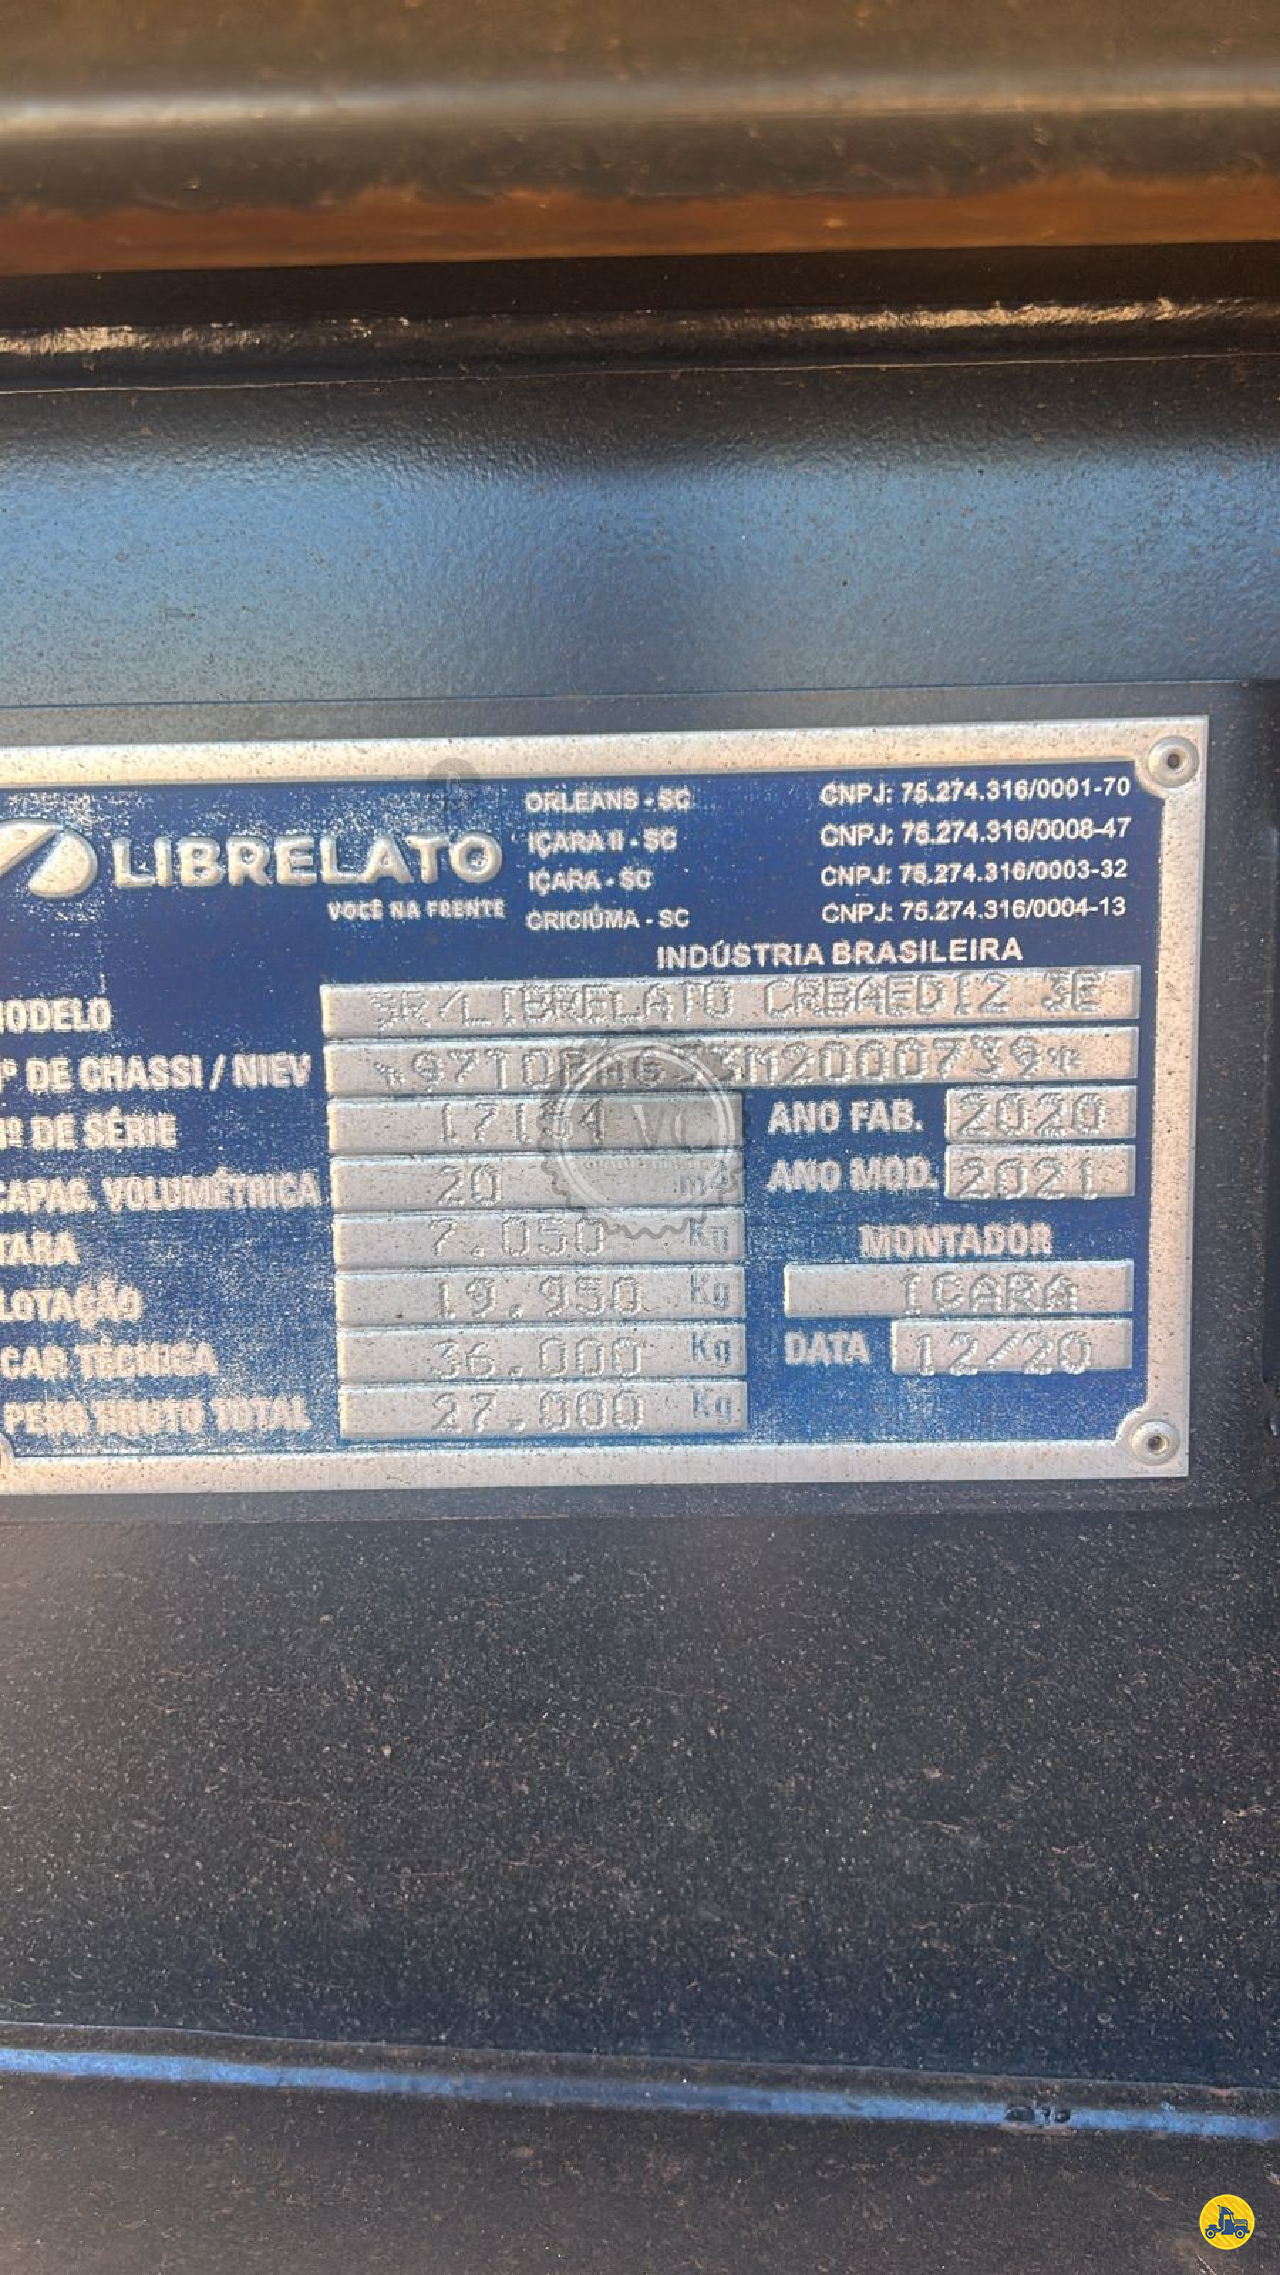 LIBRELATO
VOCÊ NA FRENTE
ORLEANS - SC CNPJ: 75.274.316/0001-70
IÇARA II - SC CNPJ: 75.274.316/0008-47
IÇARA - SC CNPJ: 75.274.316/0003-32
CRICIÚMA - SC CNPJ: 75.274.316/0004-13
INDÚSTRIA BRASILEIRA
MODELO SR/LIBRELATO CRBAEDIZ 3E
Nº DE CHASSI / NIEV
Nº DE SÉRIE ANO FAB. 2020
CAPAC. VOLUMÉTRICA 20 ANO MOD. 2021
TARA 7.050 Kg MONTADOR
LOTAÇÃO 19.950 Kg ICARA
CAP. TÉCNICA 36.000 Kg DATA 12/20
PESO BRUTO TOTAL 27.000 Kg